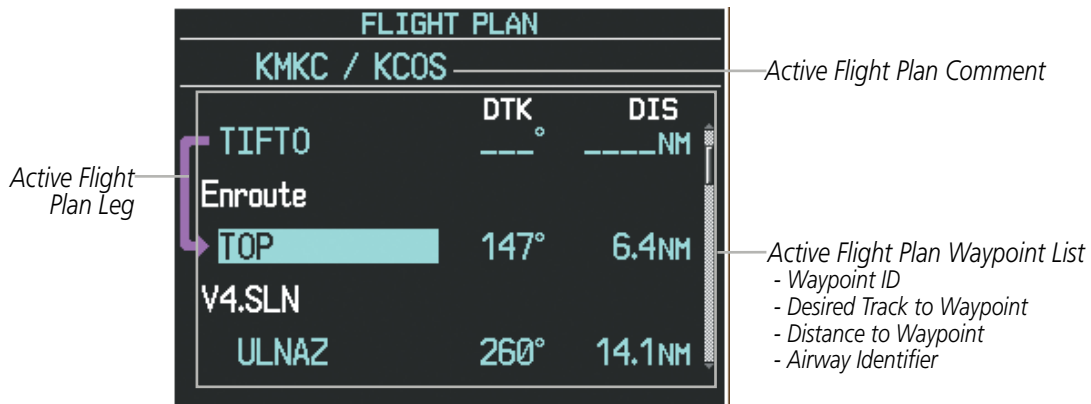 FLIGHT PLAN
KMKC / KCOS
Active Flight Plan Comment
DTK DIS
TIFTO ___° ____NM
Active Flight
Plan Leg
Enroute
TOP 147° 6.4NM
Active Flight Plan Waypoint List
- Waypoint ID
- Desired Track to Waypoint
- Distance to Waypoint
- Airway Identifier
V4.SLN
ULNAZ 260° 14.1NM